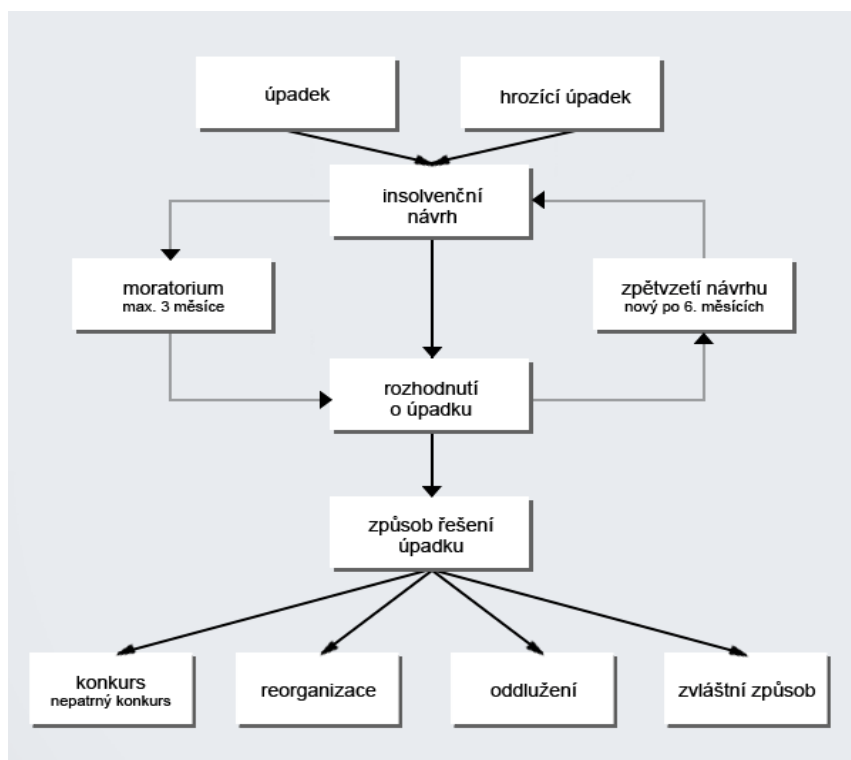 úpadek
hrozící úpadek
insolvenční
návrh
moratorium
max. 3 měsíce
zpětvzetí návrhu
nový po 6. měsících
rozhodnutí
o úpadku
způsob řešení
úpadku
konkurs
nepatrný konkurs
reorganizace
oddlužení
zvláštní způsob